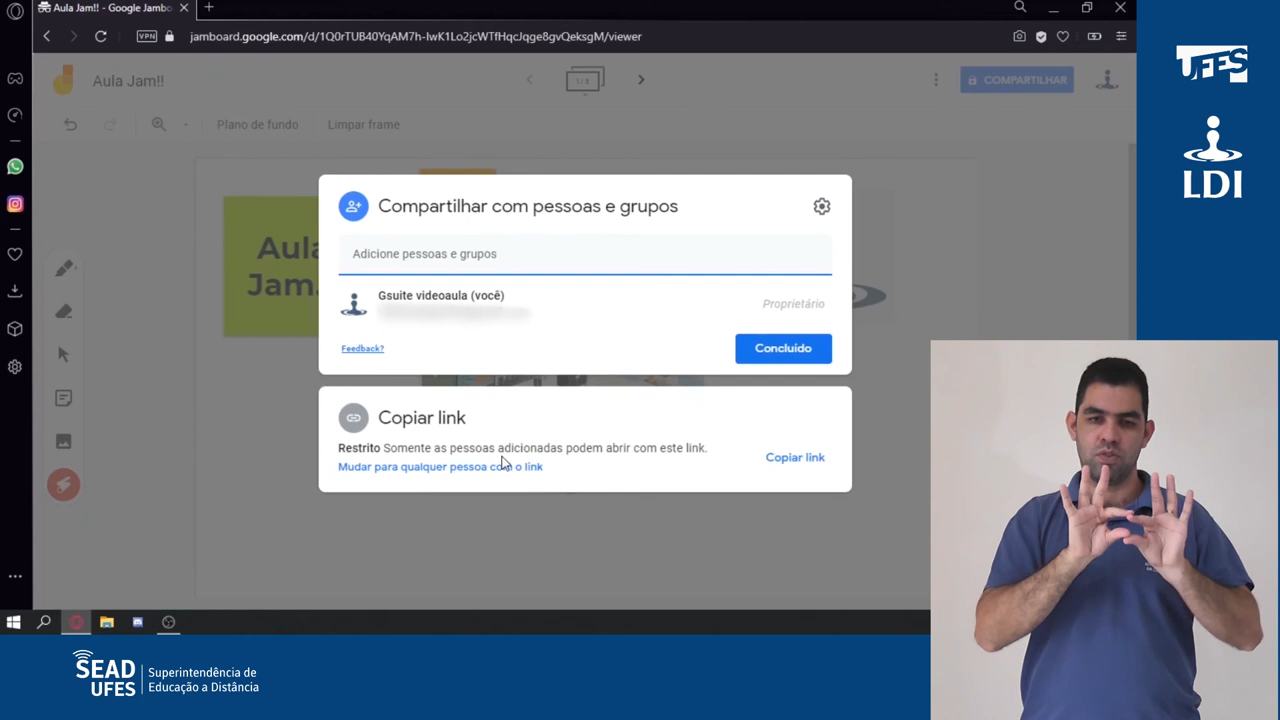 Aula Jam!! - Google Jambo
VPN
jamboard.google.com/d/1Q0rTUB40YqAM7h-IwK1Lo2jcWTfHqcJqge8gvQeksgM/viewer
Aula Jam!!
COMPARTILHAR
Plano de fundo
Limpar frame
Aula
Jam.
Compartilhar com pessoas e grupos
Adicione pessoas e grupos
Gsuite videoaula (você)
Proprietário
Feedback?
Concluído
Copiar link
Restrito Somente as pessoas adicionadas podem abrir com este link.
Mudar para qualquer pessoa com o link
Copiar link
UFES
LDI
SEAD
UFES
Superintendência de
Educação a Distância